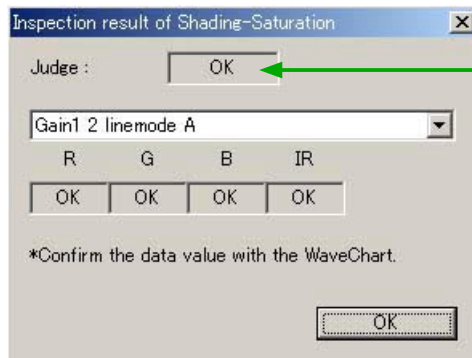 Inspection result of Shading-Saturation
Judge : OK
Gain1 2 linemode A
R G B IR
OK OK OK OK
*Confirm the data value with the WaveChart.
OK